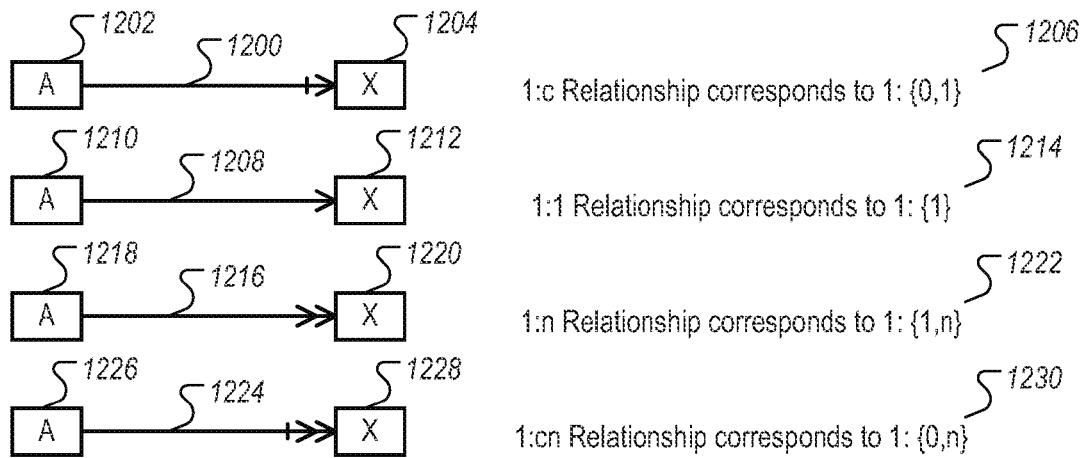 1202 1204
1200 1206
A X 1:c Relationship corresponds to 1: {0,1}
1210 1212
1208 1214
A X 1:1 Relationship corresponds to 1: {1}
1218 1220
1216 1222
A X 1:n Relationship corresponds to 1: {1,n}
1226 1228
1224 1230
A X 1:cn Relationship corresponds to 1: {0,n}